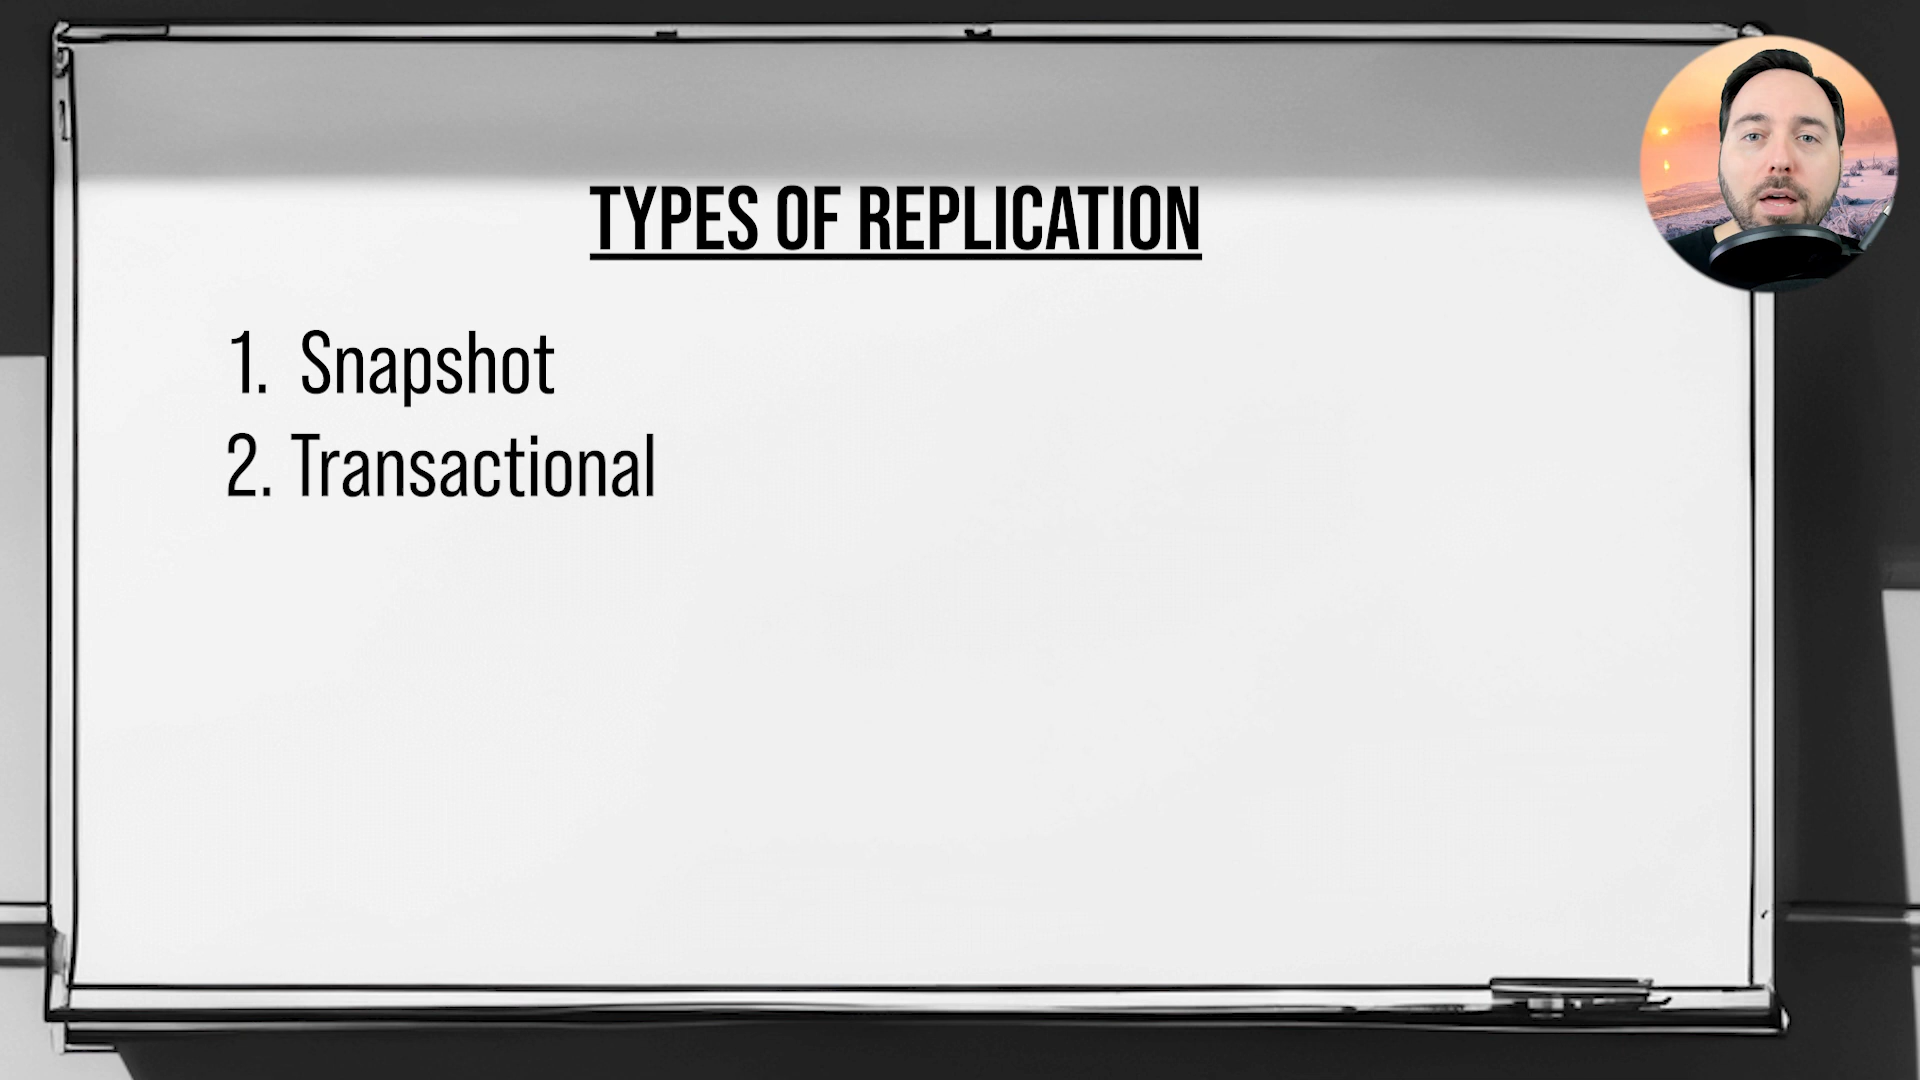 TYPES OF REPLICATION
1. Snapshot
2. Transactional